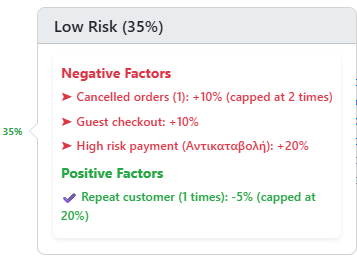 Low Risk (35%)
Negative Factors
➤ Cancelled orders (1): +10% (capped at 2 times)
➤ Guest checkout: +10%
35%
➤ High risk payment (Αντικαταβολή): +20%
Positive Factors
✔ Repeat customer (1 times): -5% (capped at
20%)